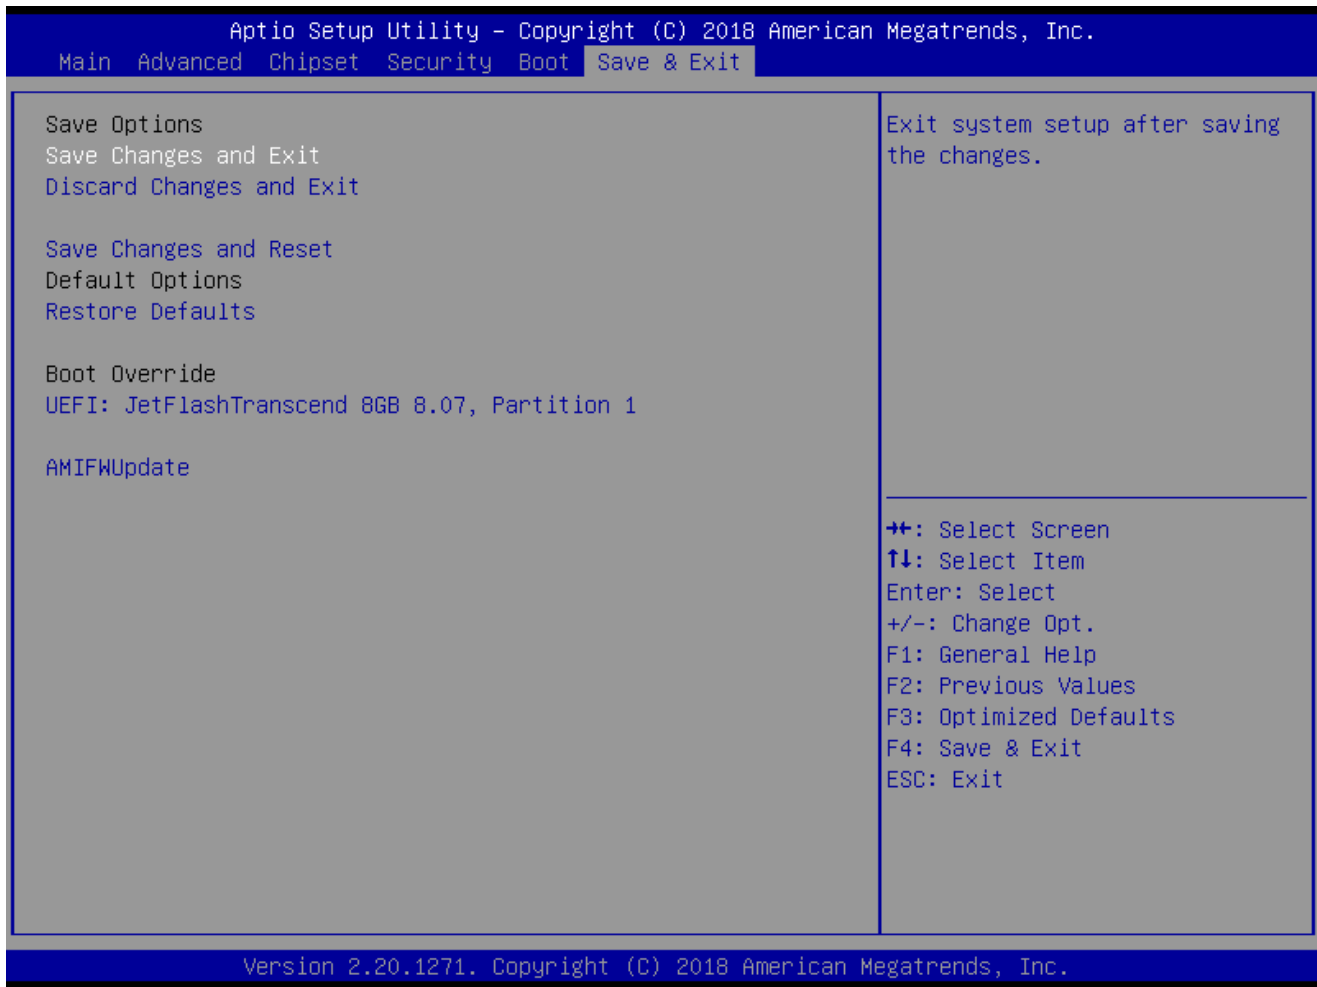 Aptio Setup Utility – Copyright (C) 2018 American Megatrends, Inc.
Main Advanced Chipset Security Boot Save & Exit
Save Options
Save Changes and Exit
Discard Changes and Exit
Save Changes and Reset
Default Options
Restore Defaults
Boot Override
UEFI: JetFlashTranscend 8GB 8.07, Partition 1
AMIFWUpdate
Exit system setup after saving
the changes.
→←: Select Screen
↑↓: Select Item
Enter: Select
+/-: Change Opt.
F1: General Help
F2: Previous Values
F3: Optimized Defaults
F4: Save & Exit
ESC: Exit
Version 2.20.1271. Copyright (C) 2018 American Megatrends, Inc.